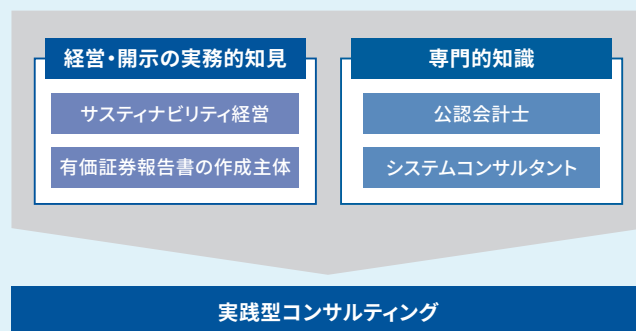 経営・開示の実務的知見
サスティナビリティ経営
有価証券報告書の作成主体
専門的知識
公認会計士
システムコンサルタント
実践型コンサルティング